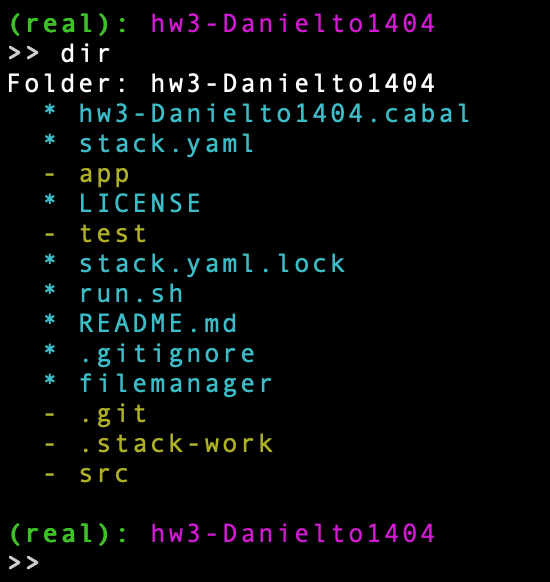 (real): hw3-Danielto1404
>> dir
Folder: hw3-Danielto1404
* hw3-Danielto1404.cabal
* stack.yaml
- app
* LICENSE
- test
* stack.yaml.lock
* run.sh
* README.md
* .gitignore
* filemanager
- .git
- .stack-work
- src
(real): hw3-Danielto1404
>>